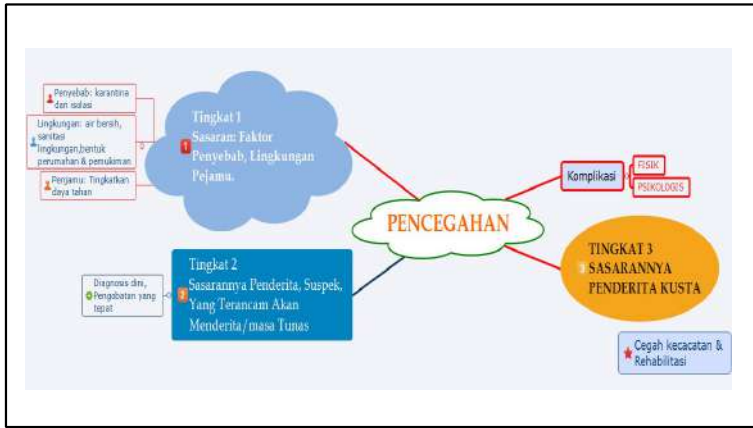 Penyebab: karantina
dan isolasi
Lingkungan: air bersih,
sanitasi
lingkungan,bentuk
perumahan & pemukiman
Penjamu: Tingkatkan
daya tahan
1
Tingkat 1
Sasaran: Faktor
Penyebab, Lingkungan
Pejamu.
Diagnosis dini,
Pengobatan yang
tepat
2
Tingkat 2
Sasarannya Penderita, Suspek,
Yang Terancam Akan
Menderita/masa Tunas
PENCEGAHAN
Komplikasi
FISIK
PSIKOLOGIS
3
TINGKAT 3
SASARANNYA
PENDERITA KUSTA
Cegah kecacatan &
Rehabilitasi